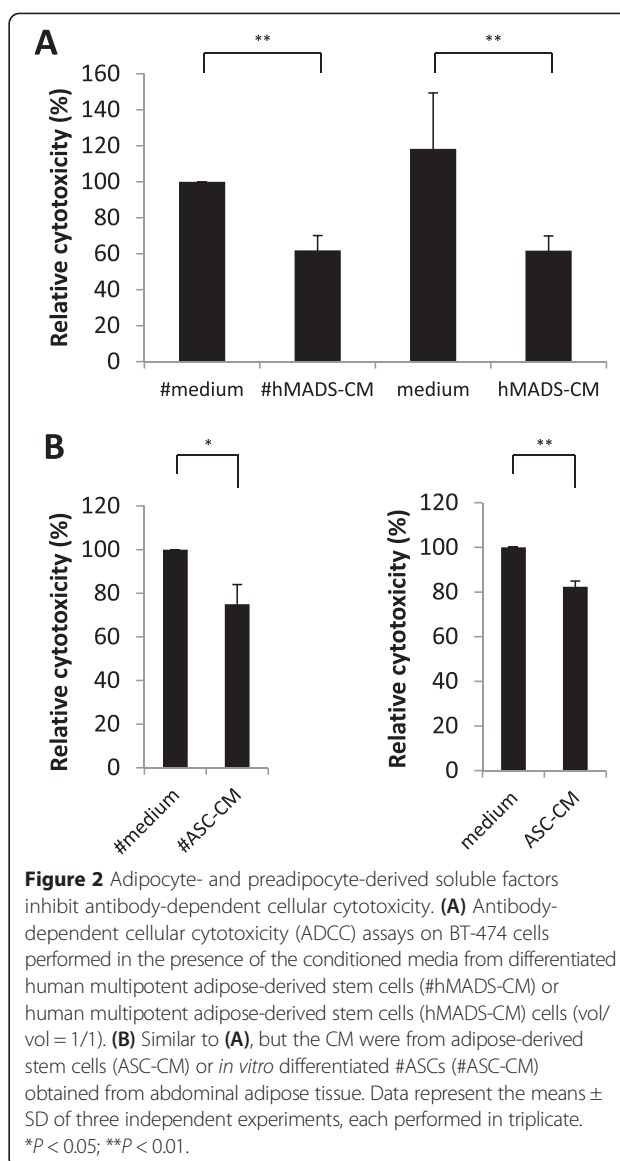 A
** **
160
140
120
100
80
60
40
20
0
Relative cytotoxicity (%)
#medium #hMADS-CM medium hMADS-CM
B
*
120
100
80
60
40
20
0
Relative cytotoxicity (%)
#medium #ASC-CM
**
120
100
80
60
40
20
0
Relative cytotoxicity (%)
medium ASC-CM
Figure 2 Adipocyte- and preadipocyte-derived soluble factors
inhibit antibody-dependent cellular cytotoxicity. (A) Antibody-
dependent cellular cytotoxicity (ADCC) assays on BT-474 cells
performed in the presence of the conditioned media from differentiated
human multipotent adipose-derived stem cells (#hMADS-CM) or
human multipotent adipose-derived stem cells (hMADS-CM) cells (vol/
vol = 1/1). (B) Similar to (A), but the CM were from adipose-derived
stem cells (ASC-CM) or in vitro differentiated #ASCs (#ASC-CM)
obtained from abdominal adipose tissue. Data represent the means ±
SD of three independent experiments, each performed in triplicate.
*P < 0.05; **P < 0.01.